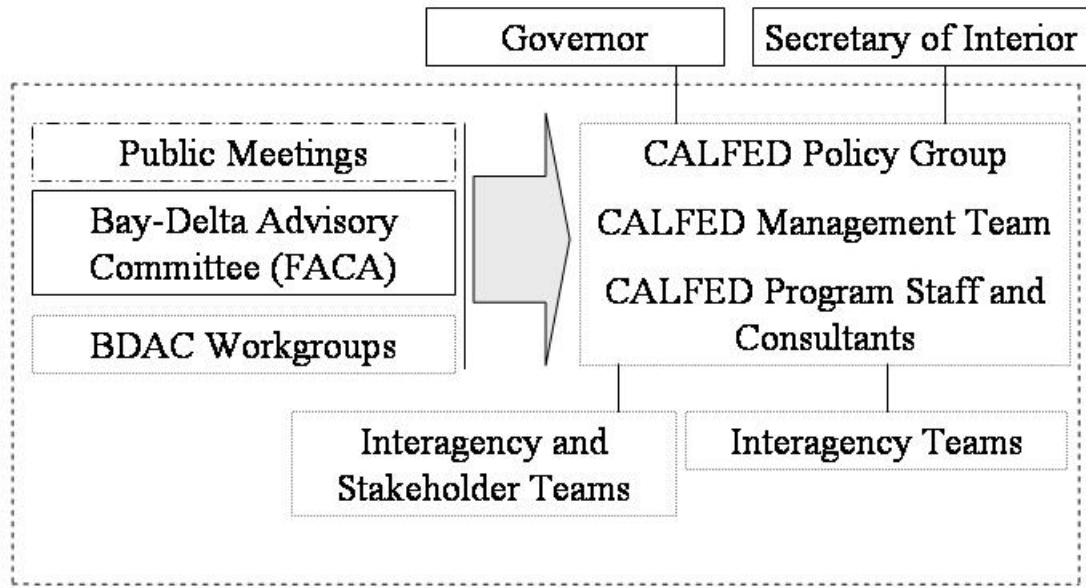 Governor
Secretary of Interior
Public Meetings
Bay-Delta Advisory
Committee (FACA)
BDAC Workgroups
CALFED Policy Group
CALFED Management Team
CALFED Program Staff and
Consultants
Interagency and
Stakeholder Teams
Interagency Teams